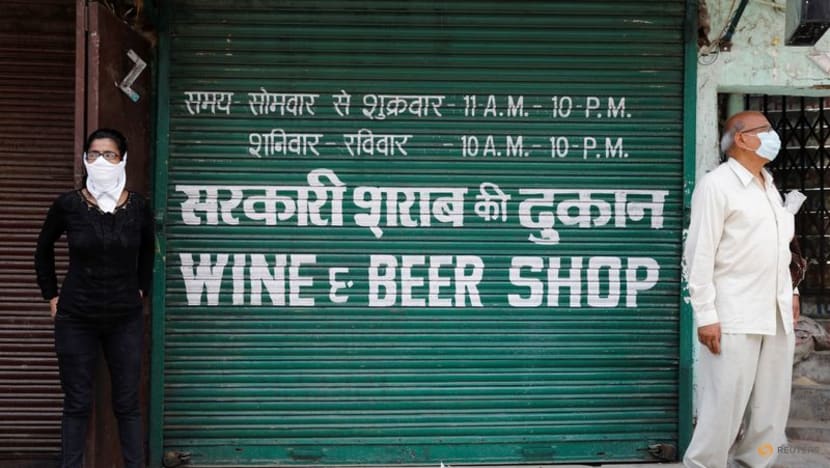 समय - सोमवार से शुक्रवार - 11-A.M. - 10-P.M.
शनिवार - रविवार - 10 A.M. - 10-P.M.
सरकारी शराब की दुकान
WINE & BEER SHOP
REUTERS